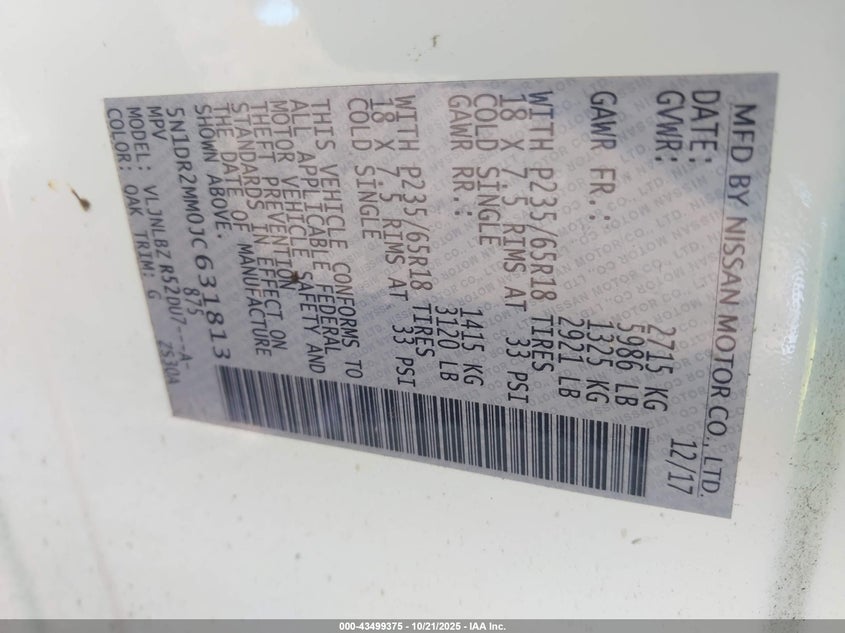 MFD BY NISSAN MOTOR CO., LTD.
DATE: 12/17
GVWR: 2715 KG
5986 LB
GAWR FR.: 1325 KG
2921 LB
WITH P235/65R18 TIRES
18 X 7.5 RIMS AT 33 PSI
COLD SINGLE
GAWR RR.: 1415 KG
3120 LB
WITH P235/65R18 TIRES
18 X 7.5 RIMS AT 33 PSI
COLD SINGLE
THIS VEHICLE CONFORMS TO
ALL APPLICABLE FEDERAL
MOTOR VEHICLE SAFETY AND
THEFT PREVENTION
STANDARDS IN EFFECT ON
THE DATE OF MANUFACTURE
SHOWN ABOVE.
5N1DR2MM0JC631813
MPV 875
MODEL: VLJNLBZ R52DU7---A-
COLOR: QAK TRIM: G ZS30A
000-43499375 - 10/21/2025 - IAA Inc.